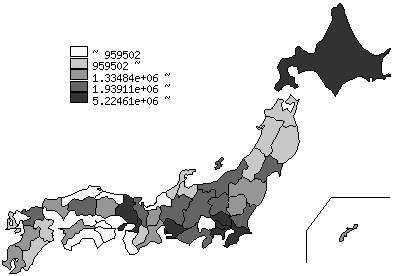 ~ 959502
959502 ~
1.33484e+06 ~
1.93911e+06 ~
5.22461e+06 ~